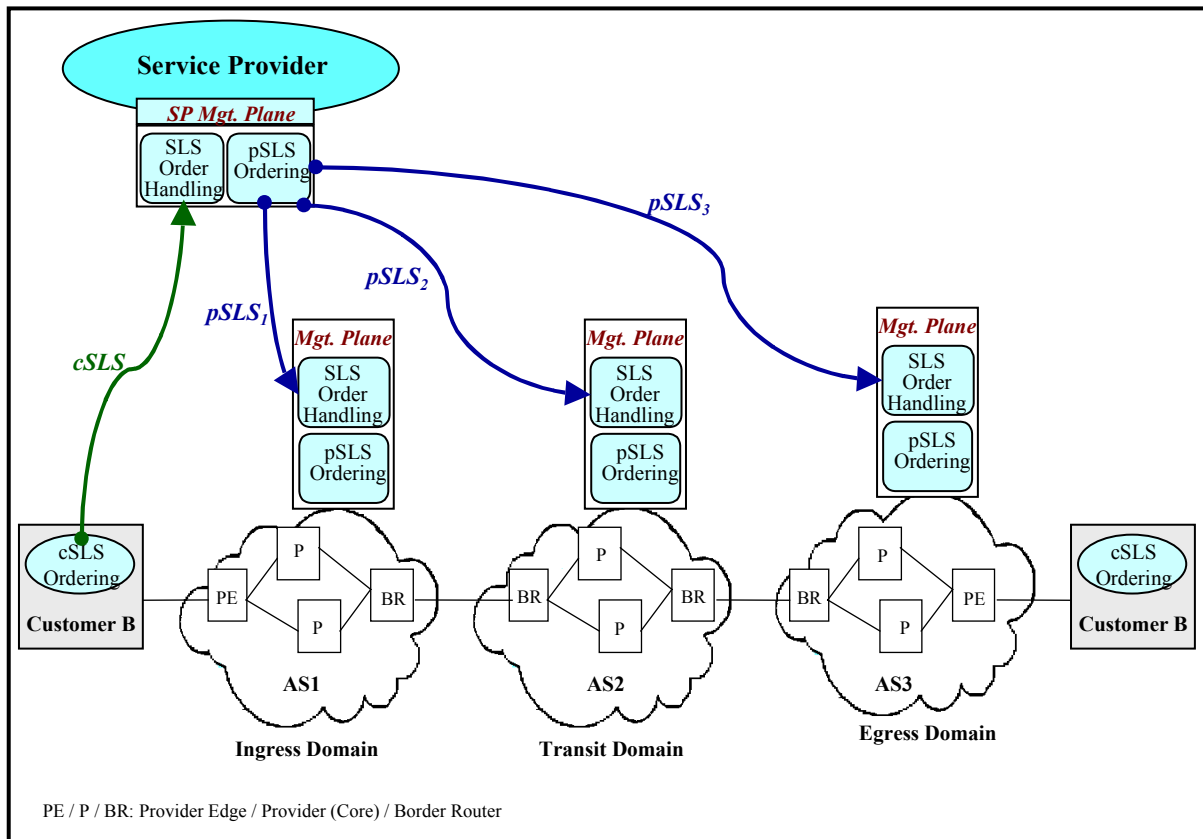 Service Provider
SP Mgt. Plane
SLS
Order
Handling
pSLS
Ordering
cSLS
pSLS1
pSLS2
pSLS3
Mgt. Plane
SLS
Order
Handling
pSLS
Ordering
Mgt. Plane
SLS
Order
Handling
pSLS
Ordering
Mgt. Plane
SLS
Order
Handling
pSLS
Ordering
cSLS
Ordering
Customer B
PE
P
P
BR
AS1
Ingress Domain
BR
P
P
BR
AS2
Transit Domain
BR
P
P
PE
AS3
Egress Domain
cSLS
Ordering
Customer B
PE / P / BR: Provider Edge / Provider (Core) / Border Router